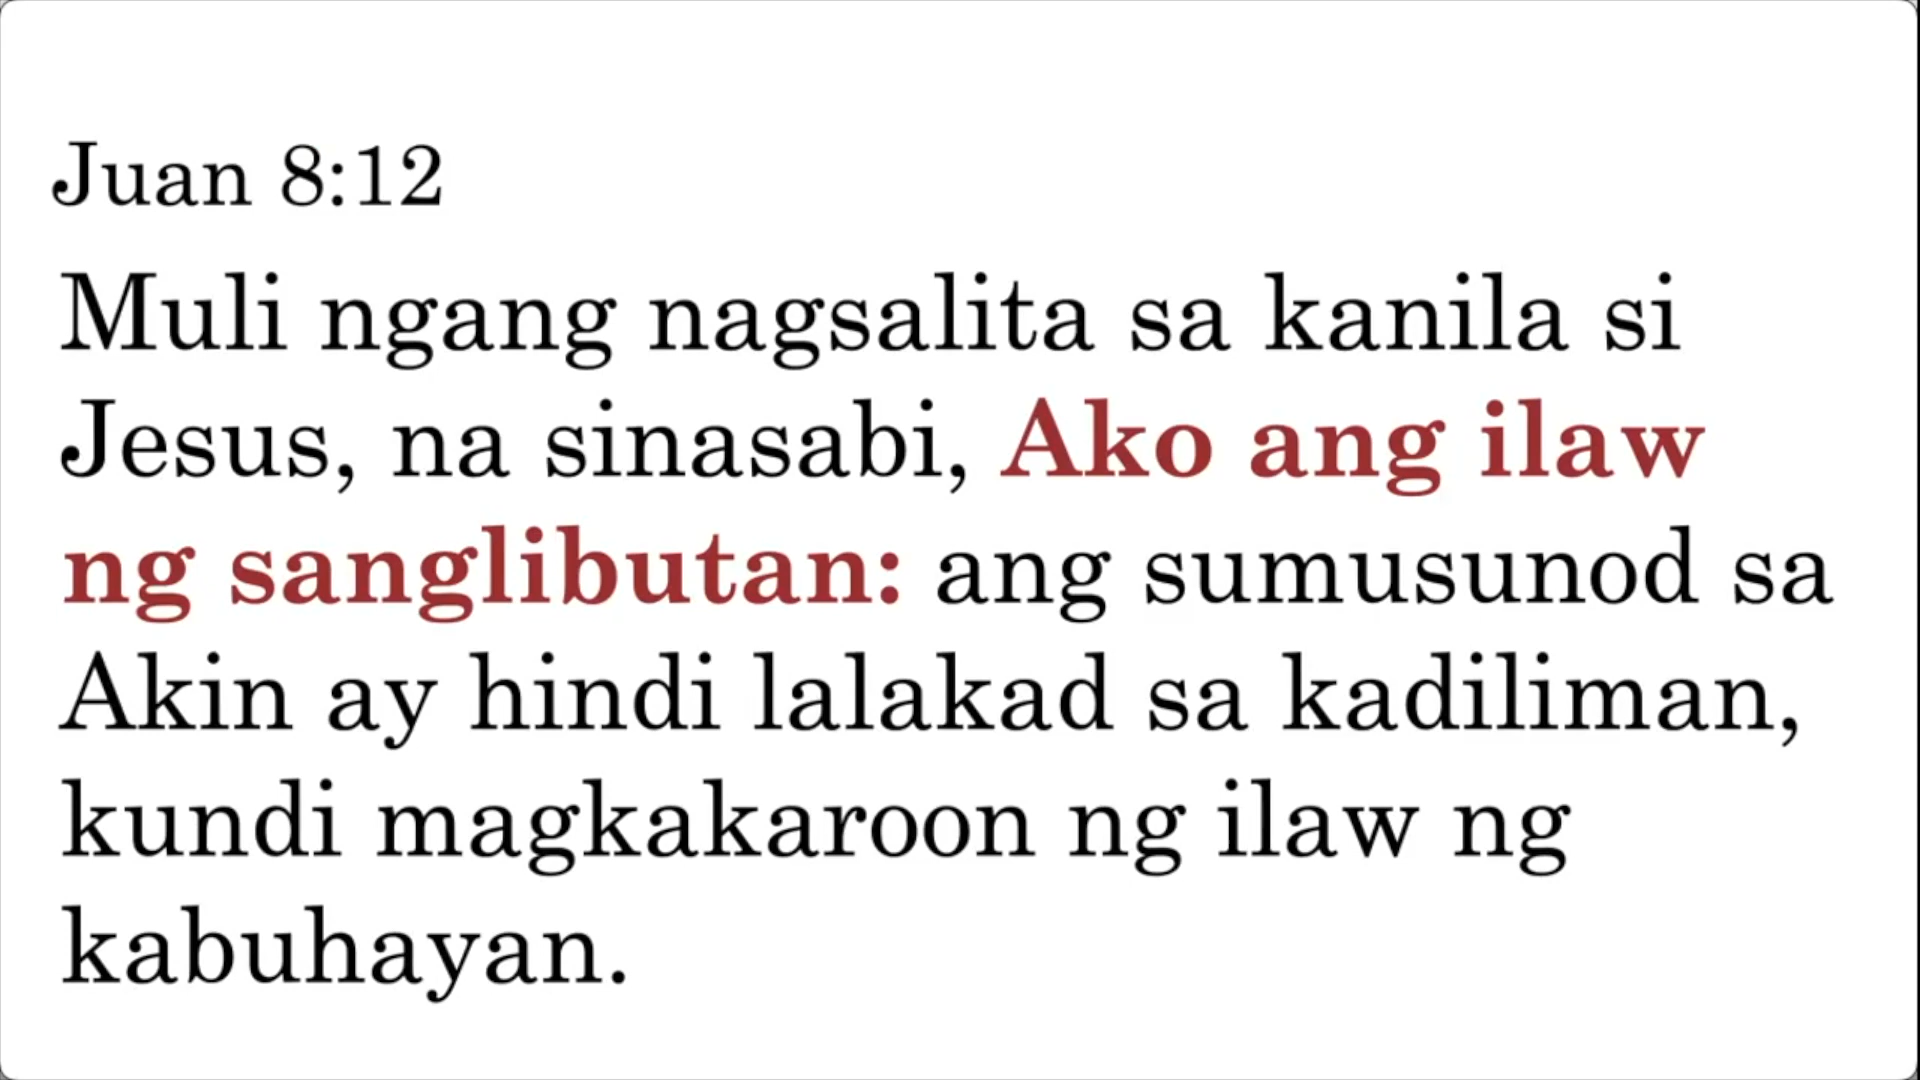 Juan 8:12
Muli ngang nagsalita sa kanila si
Jesus, na sinasabi, Ako ang ilaw
ng sanglibutan: ang sumusunod sa
Akin ay hindi lalakad sa kadiliman,
kundi magkakaroon ng ilaw ng
kabuhayan.